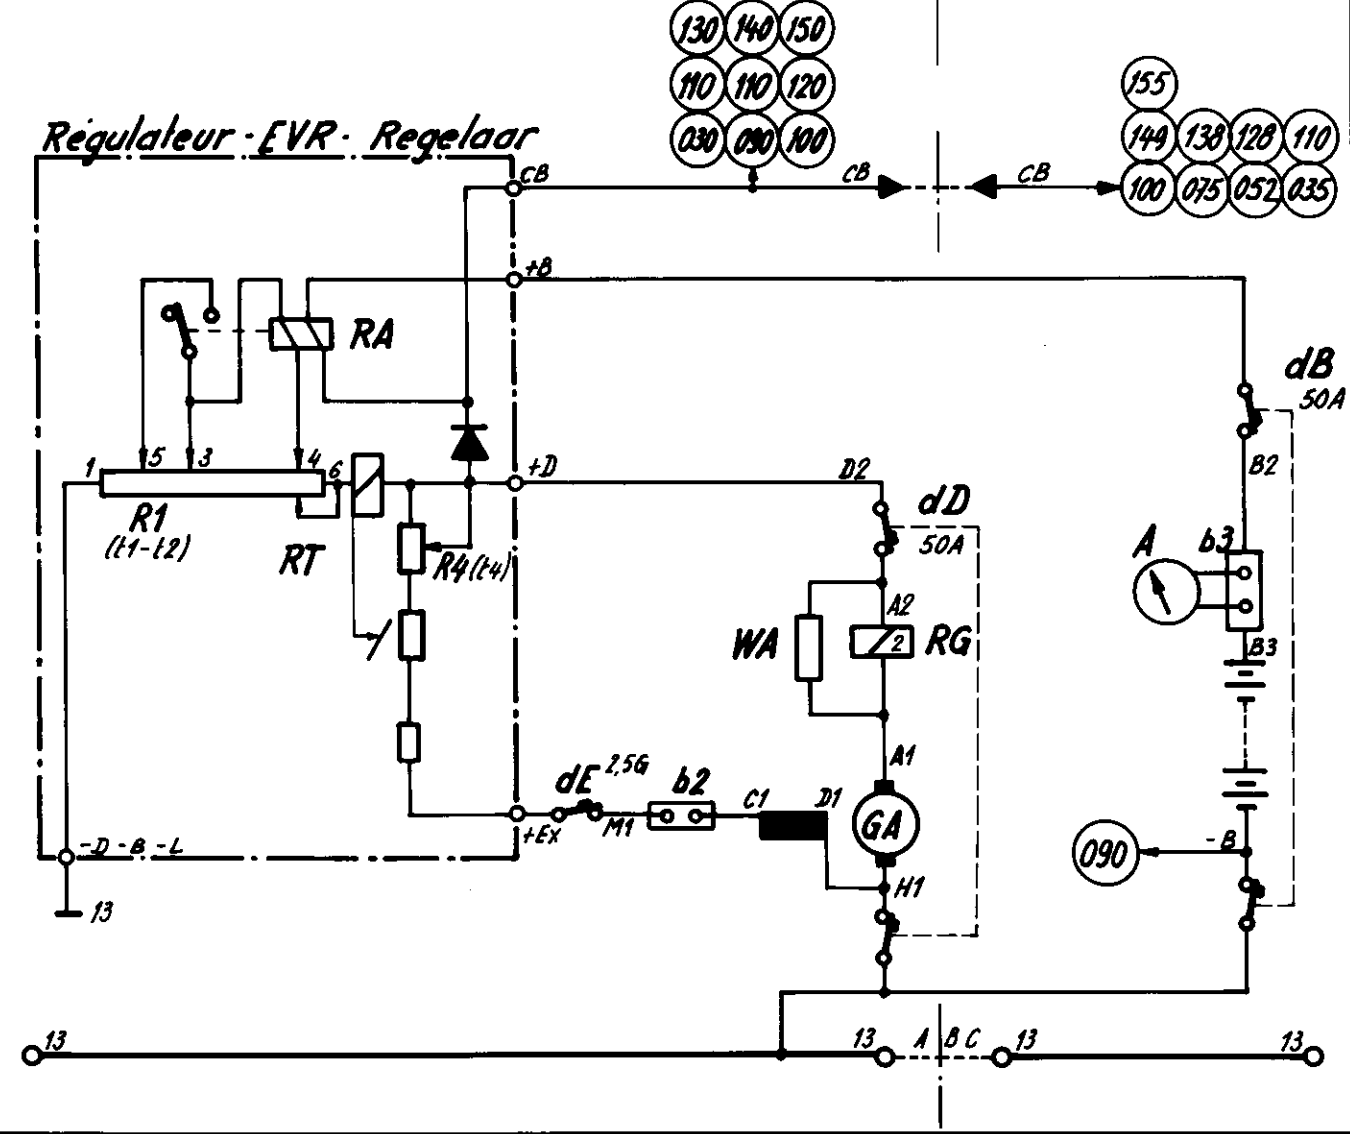 130 140 150
110 110 120
030 090 100
155
149 138 128 110
100 075 052 035
Régulateur - EVR - Regelaar
CB
CB
CB
+B
RA
dB
50A
1
5
3
4
6
+D
D2
B2
R1
(t1-t2)
RT
R4 (t4)
dD
50A
A
b3
A2
WA
2
RG
B3
A1
dE 2,5G
b2
C1
D1
GA
+Ex
M1
-D -B -L
-B
090
H1
13
13
13
A B C
13
13